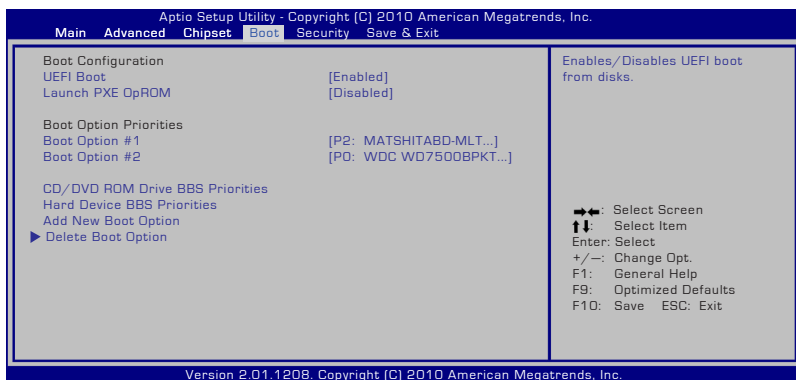 Aptio Setup Utility - Copyright (C) 2010 American Megatrends, Inc.
Main Advanced Chipset Boot Security Save & Exit
Boot Configuration
UEFI Boot [Enabled]
Launch PXE OpROM [Disabled]
Boot Option Priorities
Boot Option #1 [P2: MATSHITABD-MLT...]
Boot Option #2 [P0: WDC WD7500BPKT...]
CD/DVD ROM Drive BBS Priorities
Hard Device BBS Priorities
Add New Boot Option
Delete Boot Option
Enables/Disables UEFI boot
from disks.
→←: Select Screen
↑↓: Select Item
Enter: Select
+/—: Change Opt.
F1: General Help
F9: Optimized Defaults
F10: Save ESC: Exit
Version 2.01.1208. Copyright (C) 2010 American Megatrends, Inc.